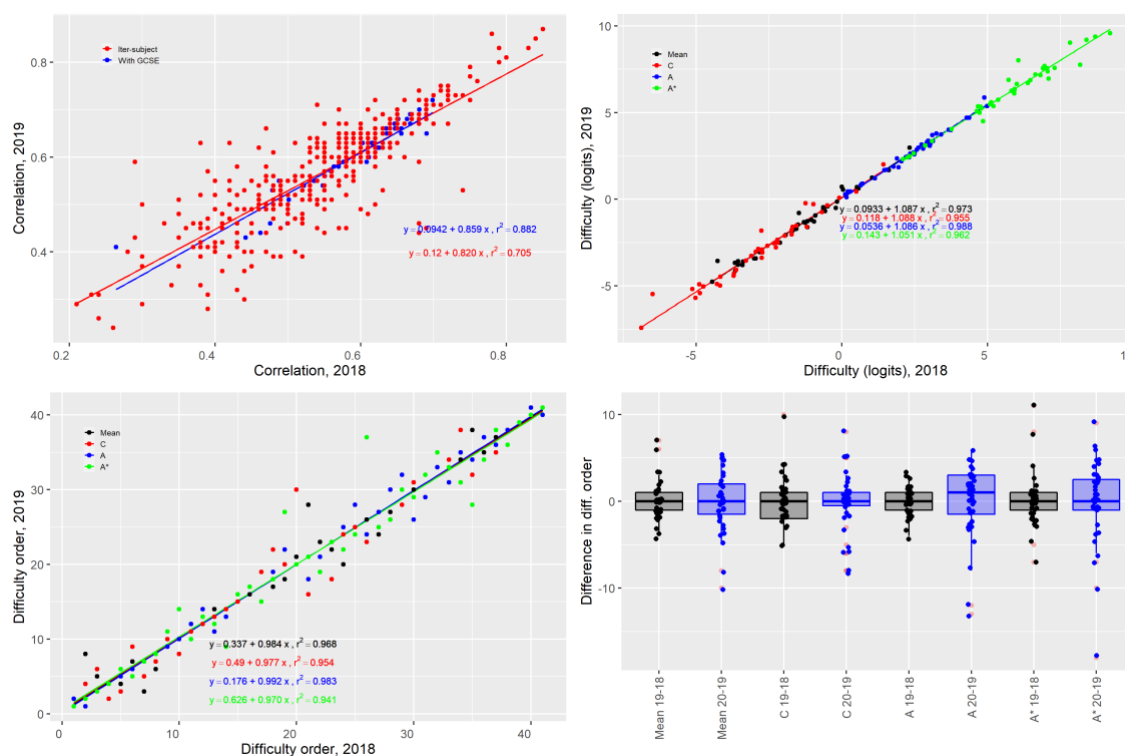 Iter-subject
With GCSE
0.8
0.6
0.4
Correlation, 2019
y = 0.0942 + 0.859 x , r² = 0.882
y = 0.12 + 0.820 x , r² = 0.705
0.2 0.4 0.6 0.8
Correlation, 2018
Mean
C
A
A*
10
5
0
-5
Difficulty (logits), 2019
y = 0.0933 + 1.087 x , r² = 0.973
y = 0.118 + 1.088 x , r² = 0.955
y = 0.0536 + 1.086 x , r² = 0.988
y = 0.143 + 1.051 x , r² = 0.962
-5 0 5 1
Difficulty (logits), 2018
Mean
C
A
A*
40
30
20
10
0
Difficulty order, 2019
y = 0.337 + 0.984 x , r² = 0.968
y = 0.49 + 0.977 x , r² = 0.954
y = 0.176 + 0.992 x , r² = 0.983
y = 0.626 + 0.970 x , r² = 0.941
0 10 20 30 40
Difficulty order, 2018
10
0
-10
Difference in diff. order
Mean 19-18
Mean 20-19
C 19-18
C 20-19
A 19-18
A 20-19
A* 19-18
A* 20-19